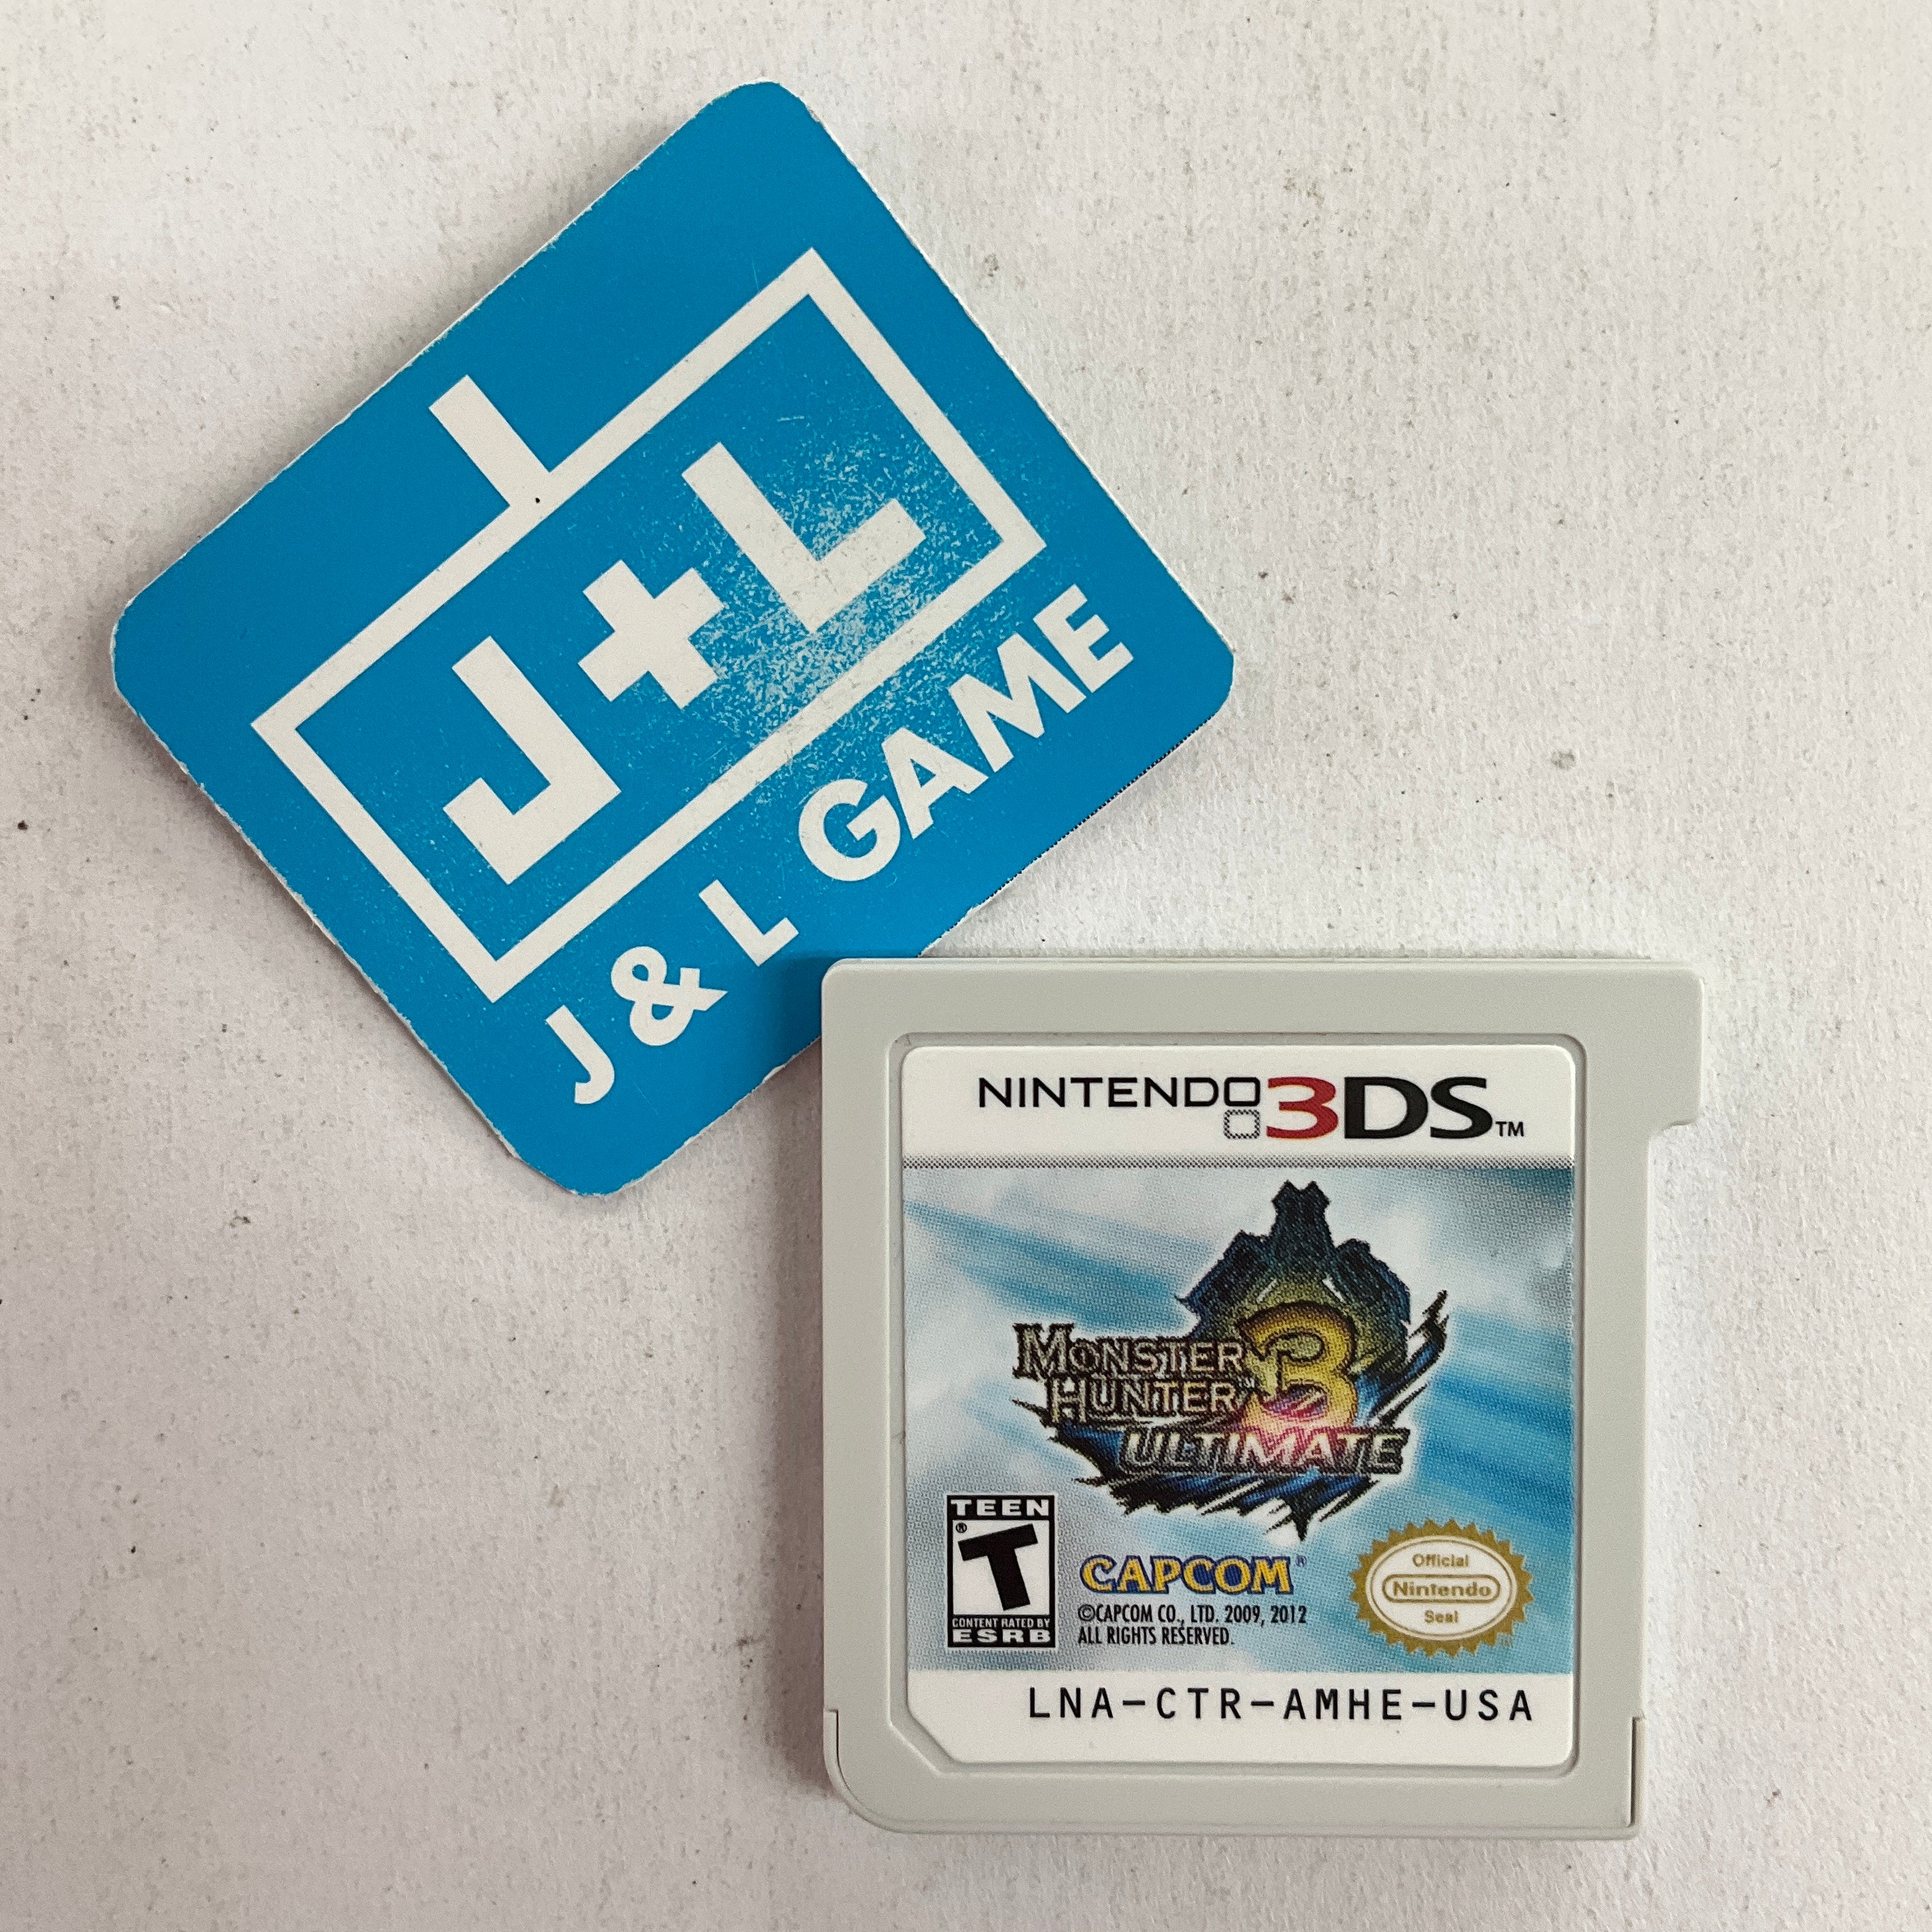 J+L
J & L GAME
NINTENDO 3DS™
MONSTER
HUNTER 3
ULTIMATE
TEEN
T®
CONTENT RATED BY
ESRB
CAPCOM®
©CAPCOM CO., LTD. 2009, 2012
ALL RIGHTS RESERVED.
Official
Nintendo
Seal
LNA-CTR-AMHE-USA